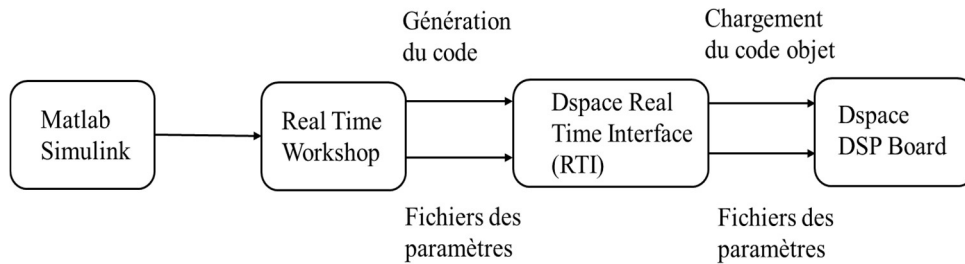 Génération
du code
Chargement
du code objet
Matlab
Simulink
Real Time
Workshop
Dspace Real
Time Interface
(RTI)
Dspace
DSP Board
Fichiers des
paramètres
Fichiers des
paramètres